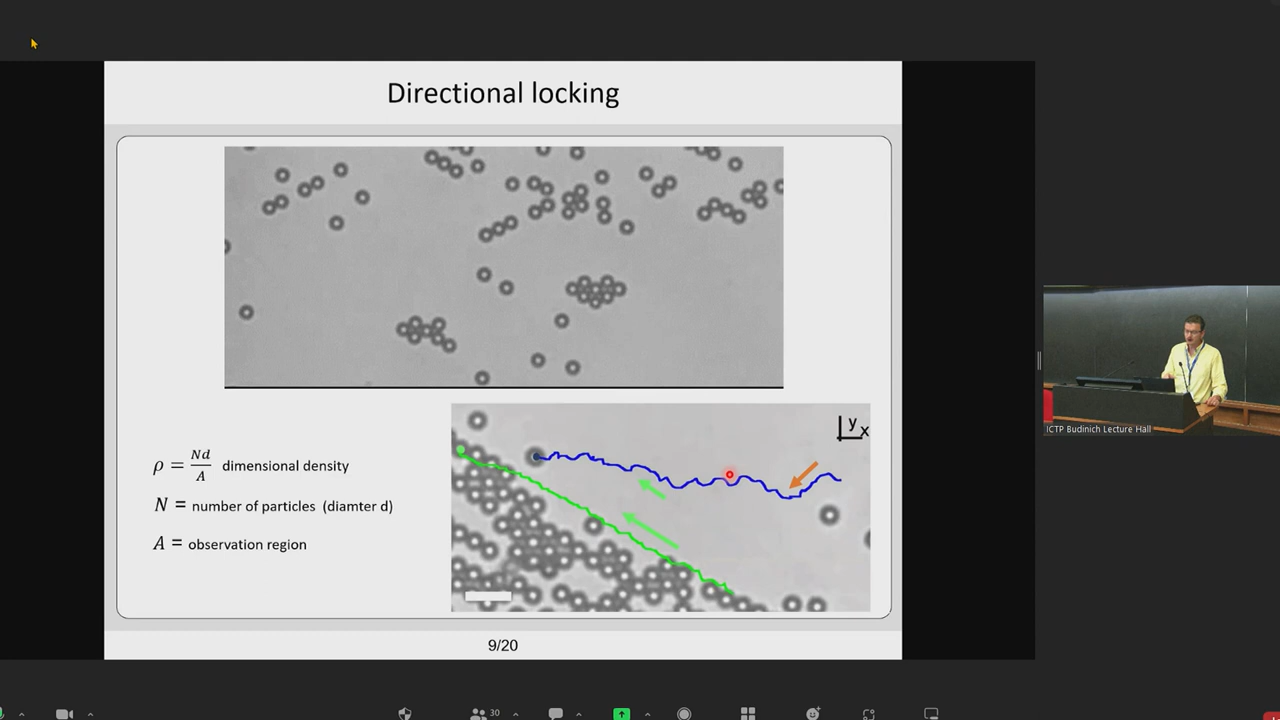 Directional locking
y
x
ρ = Nd/A dimensional density
N = number of particles (diamter d)
A = observation region
9/20
ICTP Budinich Lecture Hall
30